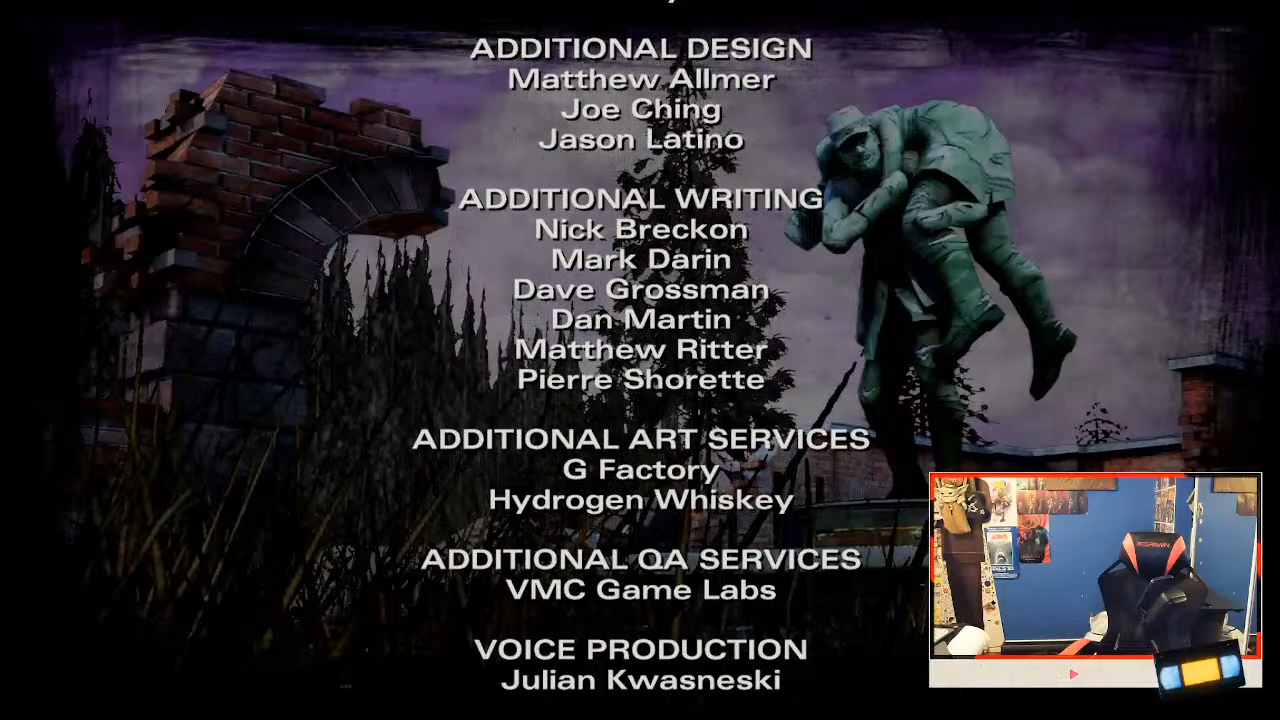 ADDITIONAL DESIGN
Matthew Allmer
Joe Ching
Jason Latino
ADDITIONAL WRITING
Nick Breckon
Mark Darin
Dave Grossman
Dan Martin
Matthew Ritter
Pierre Shorette
ADDITIONAL ART SERVICES
G Factory
Hydrogen Whiskey
ADDITIONAL QA SERVICES
VMC Game Labs
VOICE PRODUCTION
Julian Kwasneski
JAWS